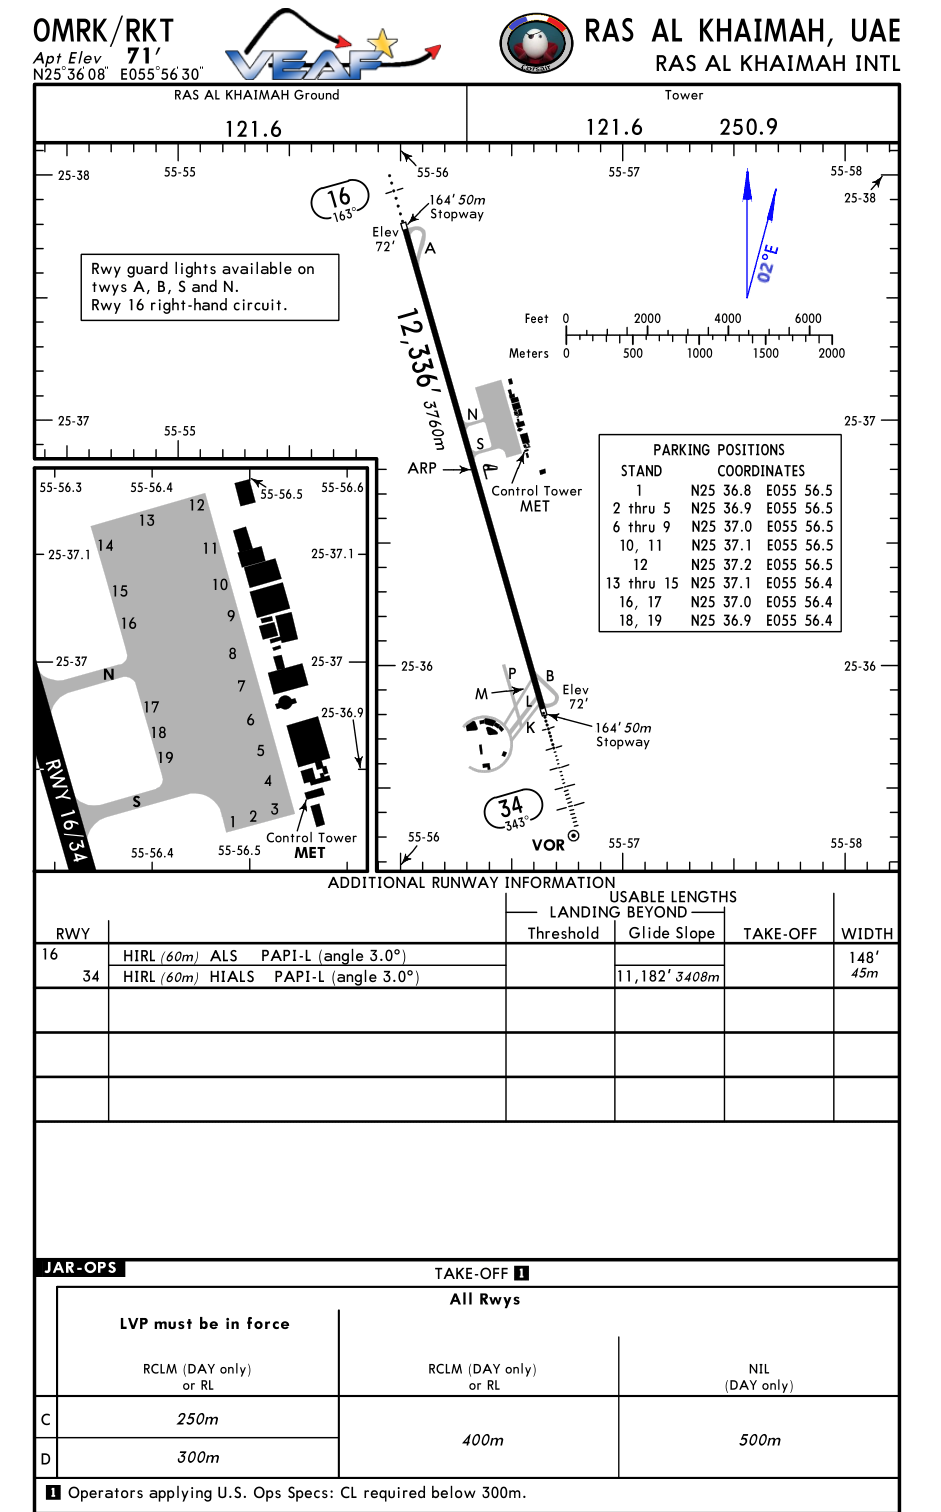 OMRK/RKT
Apt Elev 71'
N25°36'08" E055°56'30"
VEAF
Corsair
RAS AL KHAIMAH, UAE
RAS AL KHAIMAH INTL
RAS AL KHAIMAH Ground
121.6
Tower
121.6 250.9
55-55 55-56 55-57 55-58
25-38 25-38
16
163°
164' 50m
Stopway
Elev
72'
A
02°E
Rwy guard lights available on
twys A, B, S and N.
Rwy 16 right-hand circuit.
12,336' 3760m
Feet 0 2000 4000 6000
Meters 0 500 1000 1500 2000
25-37 25-37
55-55
N
S
ARP
Control Tower
MET
PARKING POSITIONS
STAND COORDINATES
1 N25 36.8 E055 56.5
2 thru 5 N25 36.9 E055 56.5
6 thru 9 N25 37.0 E055 56.5
10, 11 N25 37.1 E055 56.5
12 N25 37.2 E055 56.5
13 thru 15 N25 37.1 E055 56.4
16, 17 N25 37.0 E055 56.4
18, 19 N25 36.9 E055 56.4
55-56.3 55-56.4 55-56.5 55-56.6
12
13
14 11
25-37.1 25-37.1
15 10
16 9
8
25-37 25-37
N
7
17 6
25-36.9
18
19 5
4
S
3
1 2
RWY 16/34
Control Tower
MET
55-56.4 55-56.5
25-36 25-36
P B
M L
K
Elev
72'
164' 50m
Stopway
34
343°
VOR
55-56 55-57 55-58
ADDITIONAL RUNWAY INFORMATION
USABLE LENGTHS
LANDING BEYOND
RWY Threshold Glide Slope TAKE-OFF WIDTH
16 HIRL (60m) ALS PAPI-L (angle 3.0°) 148'
34 HIRL (60m) HIALS PAPI-L (angle 3.0°) 11,182' 3408m 45m
JAR-OPS
TAKE-OFF 1
All Rwys
LVP must be in force
RCLM (DAY only)
or RL
RCLM (DAY only)
or RL
NIL
(DAY only)
C 250m
400m 500m
D 300m
1 Operators applying U.S. Ops Specs: CL required below 300m.